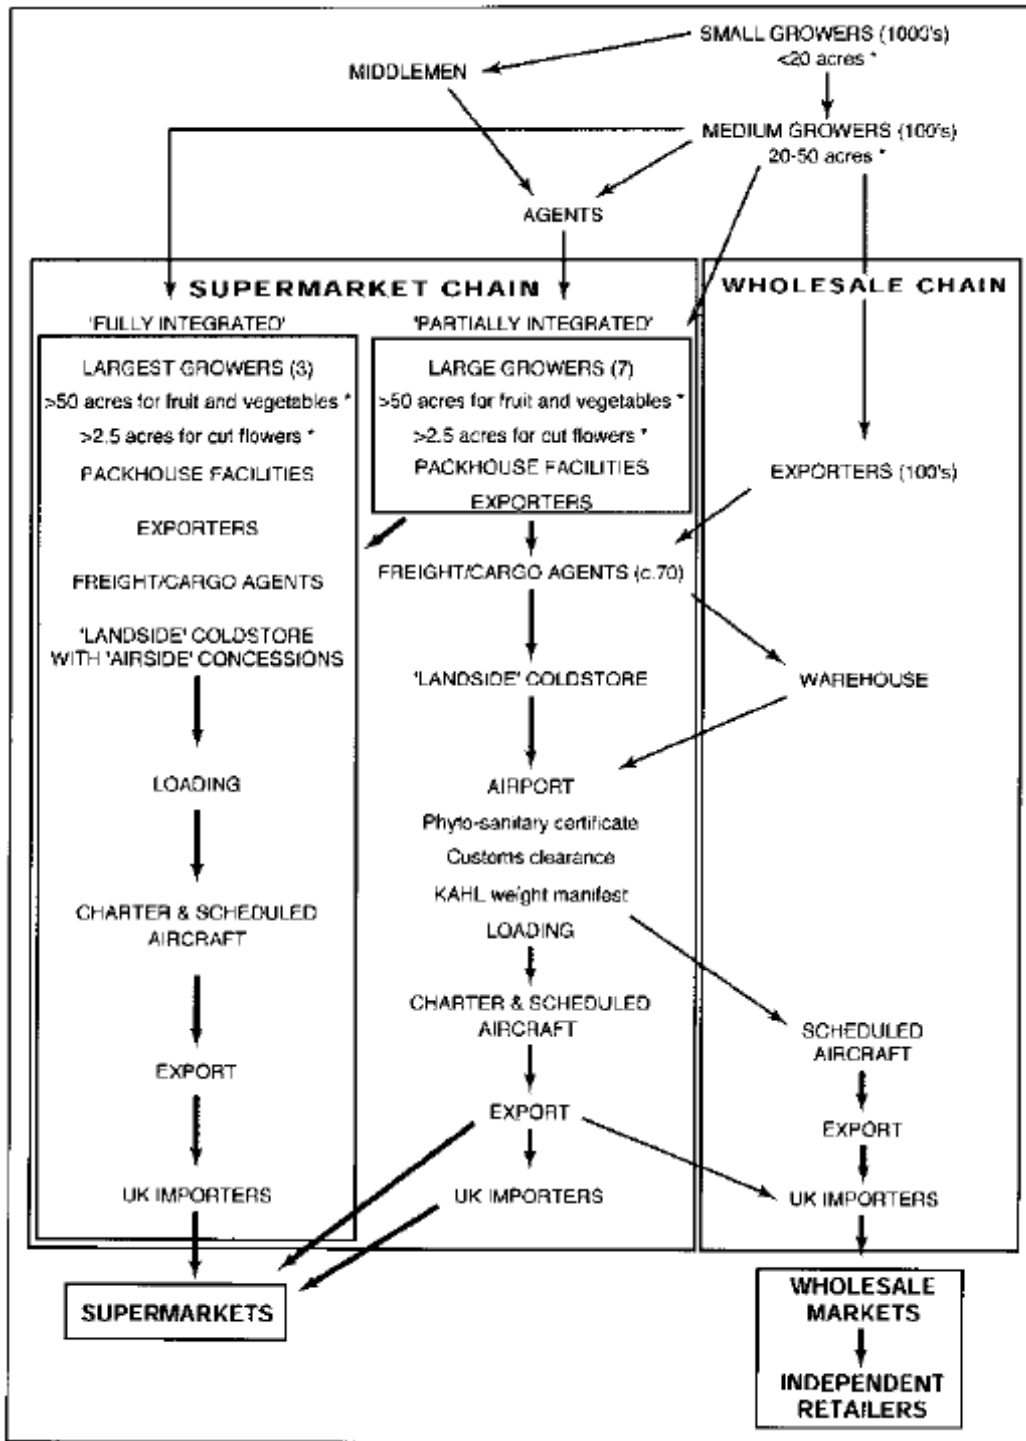 SMALL GROWERS (1000's)
<20 acres *
MIDDLEMEN
MEDIUM GROWERS (100's)
20-50 acres *
AGENTS
SUPERMARKET CHAIN
WHOLESALE CHAIN
'FULLY INTEGRATED'
'PARTIALLY INTEGRATED'
LARGEST GROWERS (3)
>50 acres for fruit and vegetables *
>2.5 acres for cut flowers *
PACKHOUSE FACILITIES
EXPORTERS
FREIGHT/CARGO AGENTS
'LANDSIDE' COLDSTORE
WITH 'AIRSIDE' CONCESSIONS
LOADING
CHARTER & SCHEDULED
AIRCRAFT
EXPORT
UK IMPORTERS
SUPERMARKETS
LARGE GROWERS (7)
>50 acres for fruit and vegetables *
>2.5 acres for cut flowers *
PACKHOUSE FACILITIES
EXPORTERS
FREIGHT/CARGO AGENTS (c.70)
'LANDSIDE' COLDSTORE
AIRPORT
Phyto-sanitary certificate
Customs clearance
KAHL weight manifest
LOADING
CHARTER & SCHEDULED
AIRCRAFT
EXPORT
UK IMPORTERS
EXPORTERS (100's)
WAREHOUSE
SCHEDULED
AIRCRAFT
EXPORT
UK IMPORTERS
WHOLESALE
MARKETS
INDEPENDENT
RETAILERS